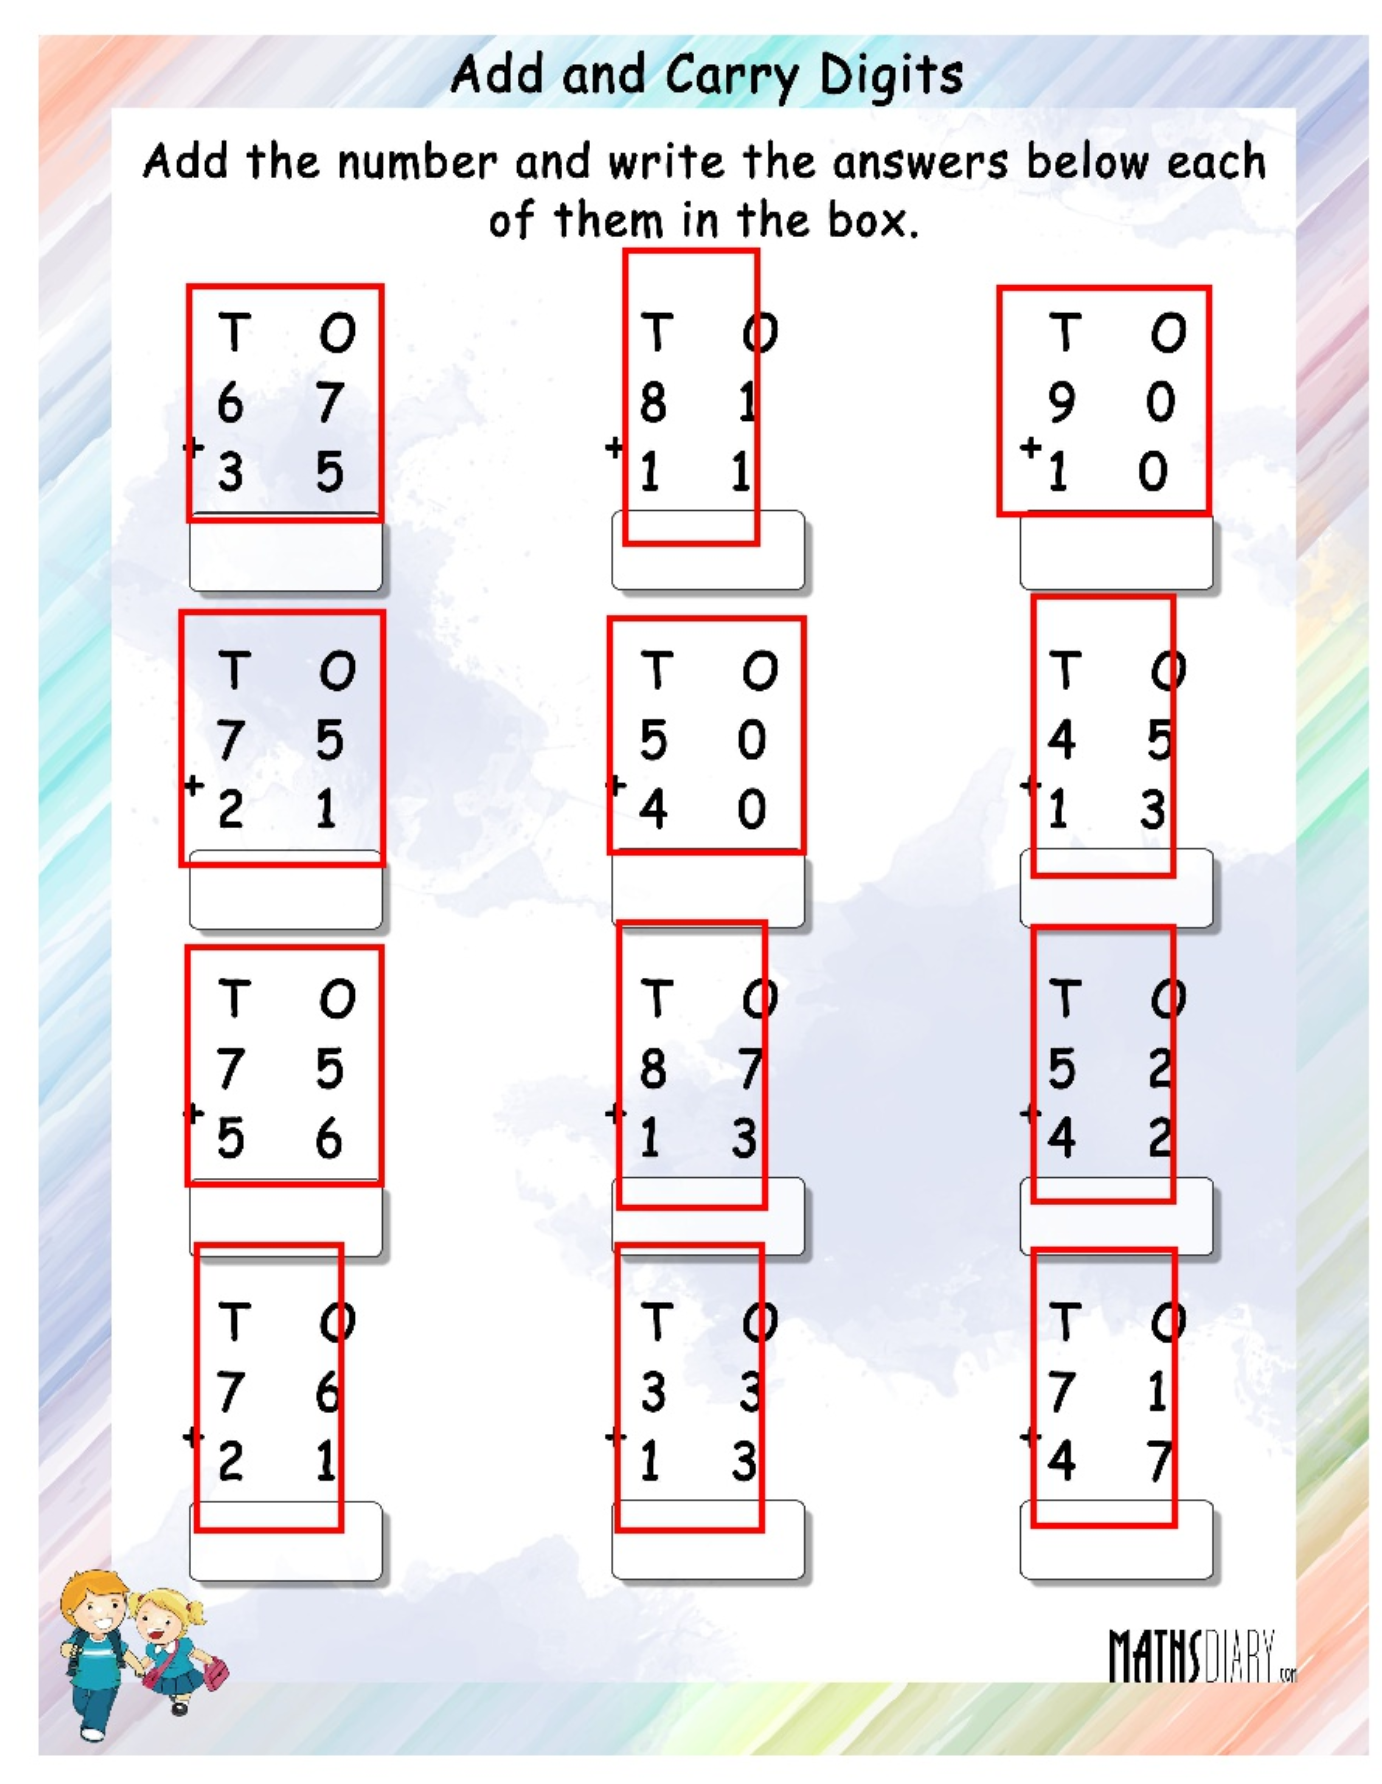 Add and Carry Digits
Add the number and write the answers below each
of them in the box.
T O T O T O
6 7 8 1 9 0
+ + +
3 5 1 1 1 0
T O T O T O
7 5 5 0 4 5
+ + +
2 1 4 0 1 3
T O T O T O
7 5 8 7 5 2
+ + +
5 6 1 3 4 2
T O T O T O
7 6 3 3 7 1
+ + +
2 1 1 3 4 7
MATHSDIARY.com